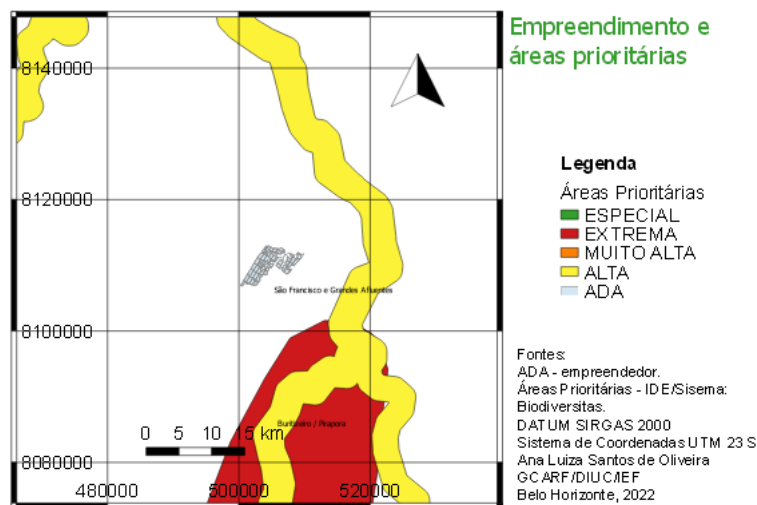 Empreendimento e
áreas prioritárias
8140000
8120000
8100000
8080000
São Francisco e Grandes Afluentes
Buritizeiro / Pirapora
0 5 10 15 km
480000 500000 520000
Legenda
Áreas Prioritárias
ESPECIAL
EXTREMA
MUITO ALTA
ALTA
ADA
Fontes:
ADA - empreendedor.
Áreas Prioritárias - IDE/Sisema:
Biodiversitas.
DATUM SIRGAS 2000
Sistema de Coordenadas UTM 23 S
Ana Luiza Santos de Oliveira
GCARF/DIUC/IEF
Belo Horizonte, 2022